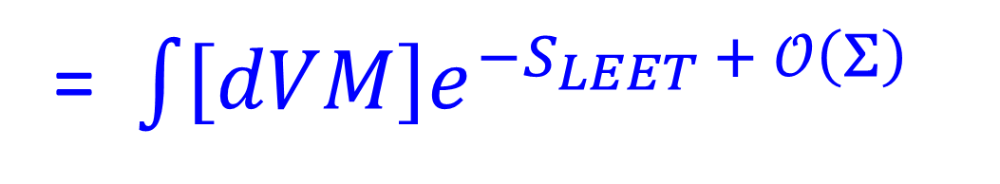 = ∫[dVM]e^{−S_{LEET} + 𝒪(Σ)}